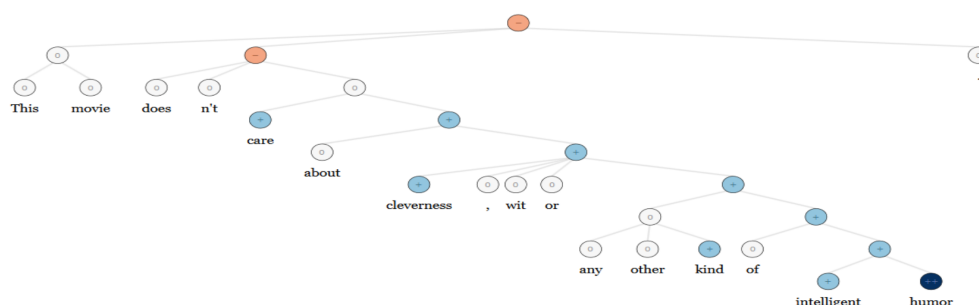 This movie does n't
care
about
cleverness , wit or
any other kind of
intelligent humor
.